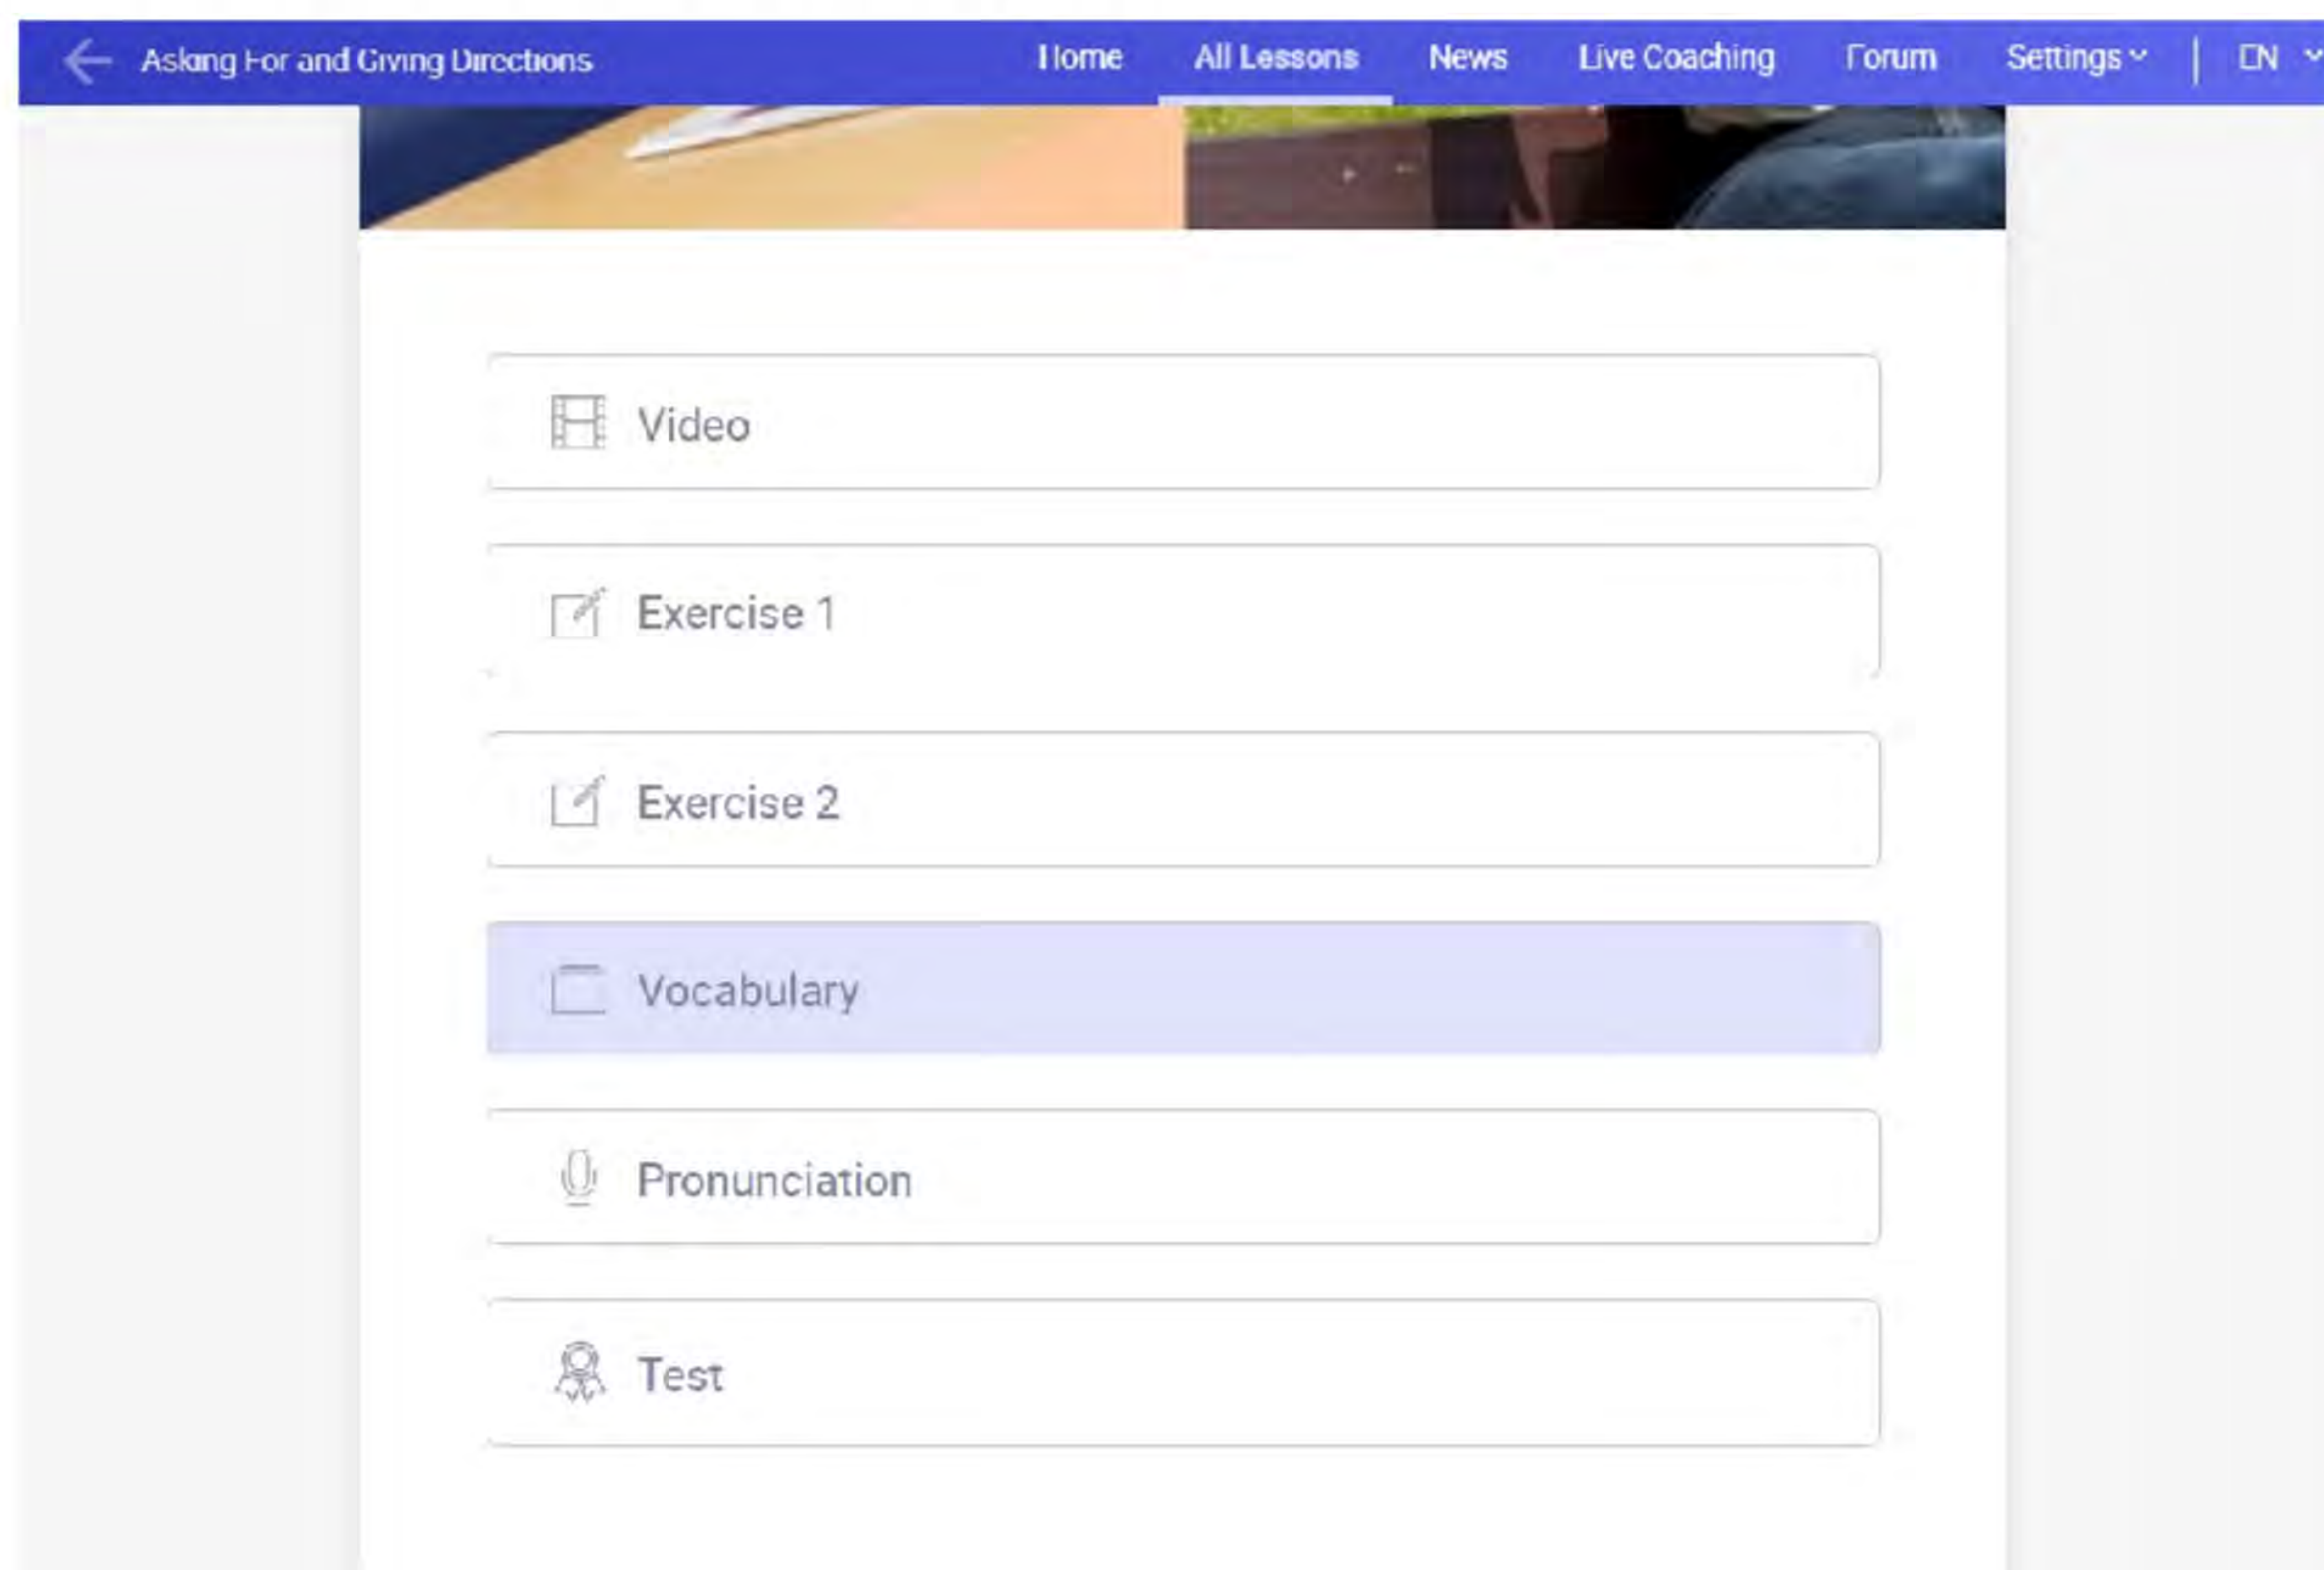 Asking For and Giving Directions
Home All Lessons News Live Coaching Forum Settings EN
Video
Exercise 1
Exercise 2
Vocabulary
Pronunciation
Test